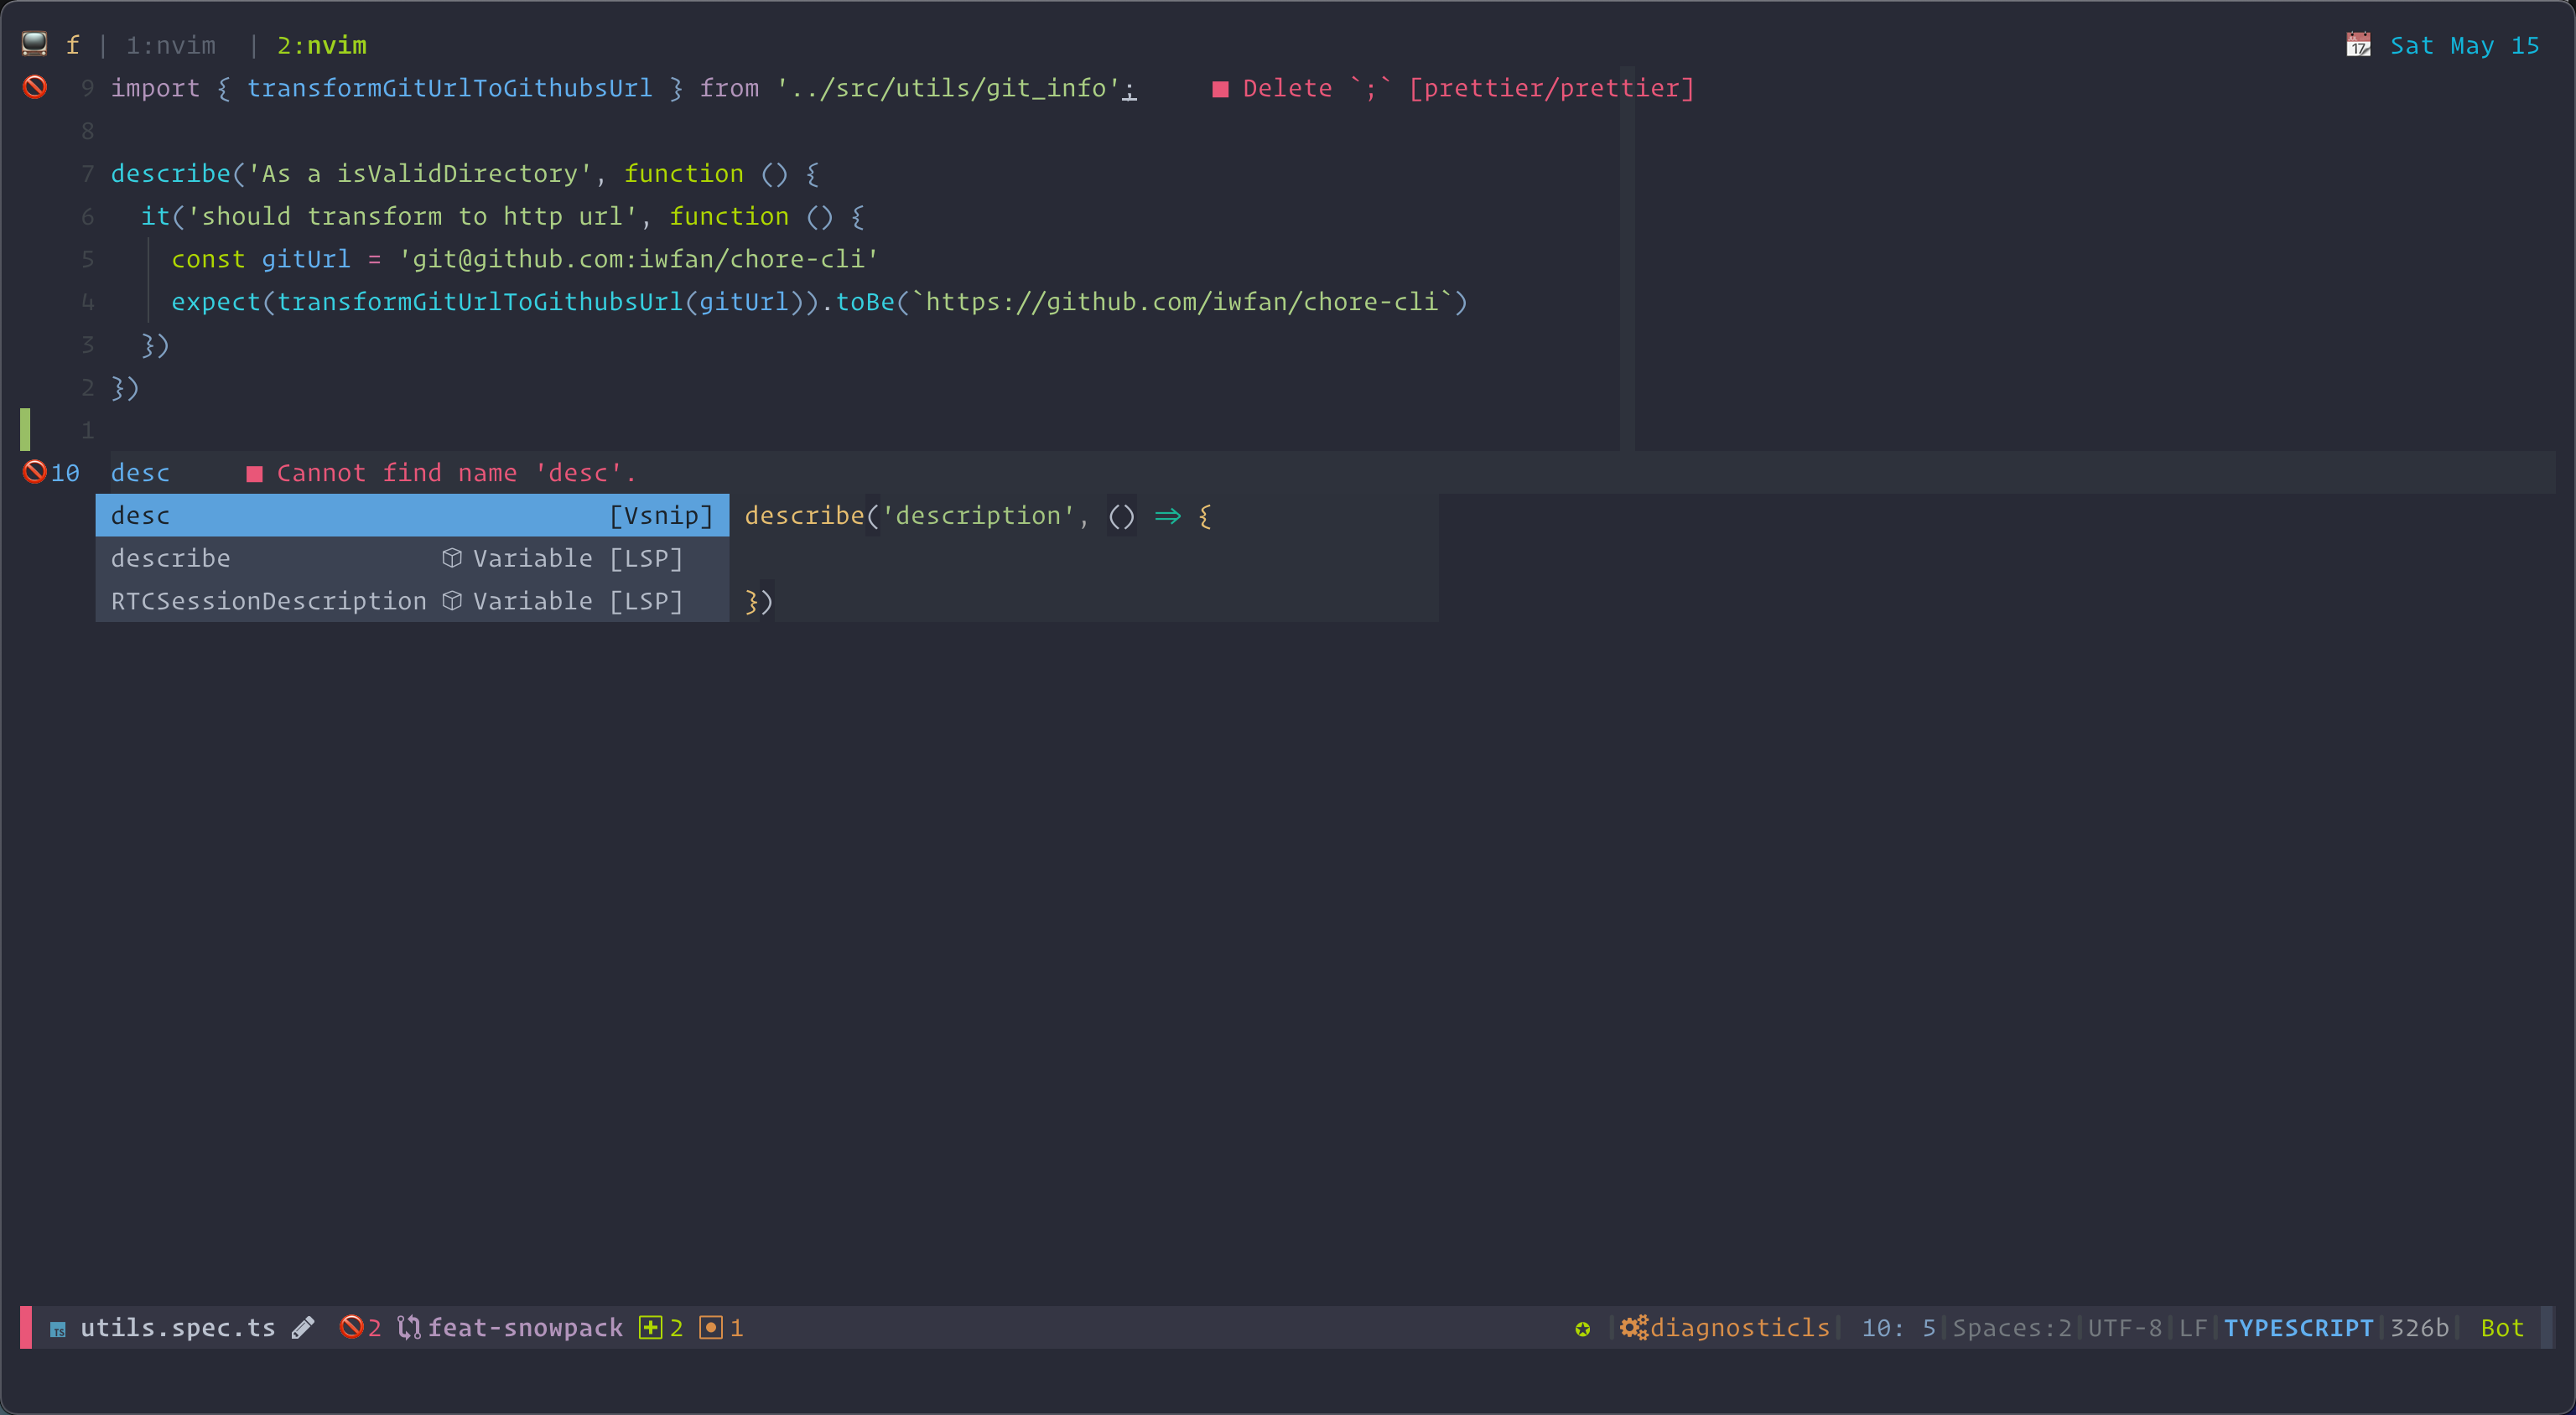 f | 1:nvim | 2:nvim Sat May 15
9 import { transformGitUrlToGithubsUrl } from '../src/utils/git_info'; ■ Delete `;` [prettier/prettier]
8
7 describe('As a isValidDirectory', function () {
6 it('should transform to http url', function () {
5 const gitUrl = 'git@github.com:iwfan/chore-cli'
4 expect(transformGitUrlToGithubsUrl(gitUrl)).toBe(`https://github.com/iwfan/chore-cli`)
3 })
2 })
1
10 desc ■ Cannot find name 'desc'.
desc [Vsnip] describe('description', () => {
describe Variable [LSP]
RTCSessionDescription Variable [LSP] })
utils.spec.ts 2 feat-snowpack 2 1 diagnosticls 10: 5 Spaces:2 UTF-8 LF TYPESCRIPT 326b Bot